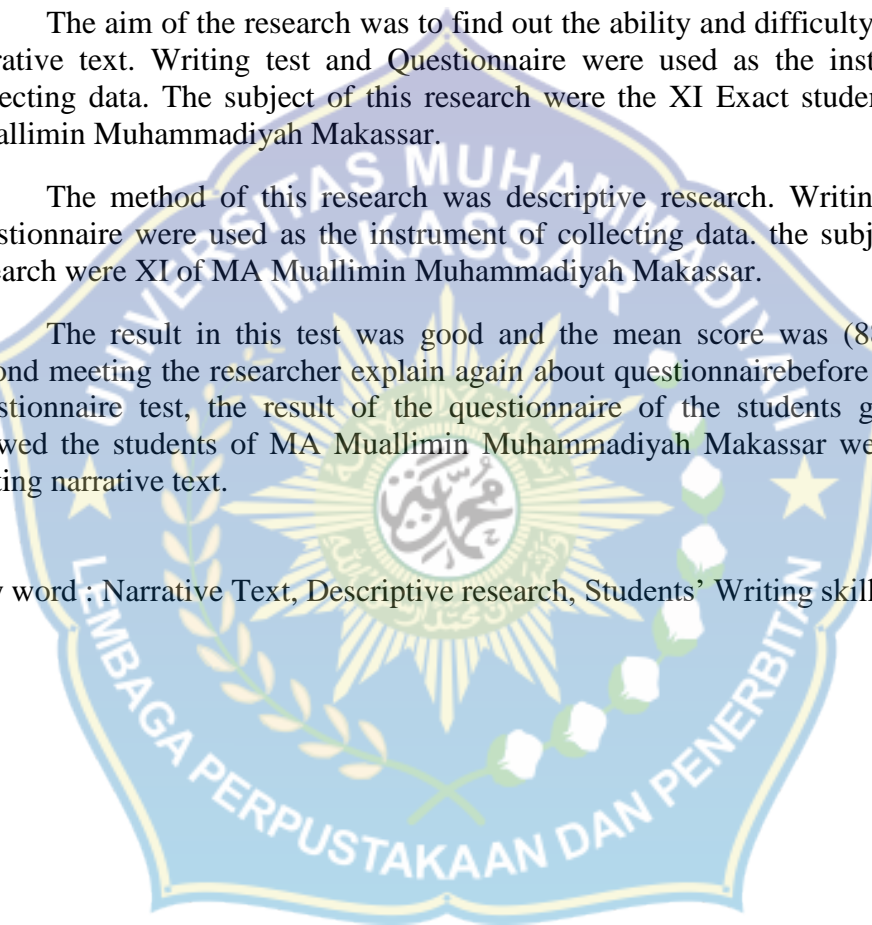 The aim of the research was to find out the ability and difficulty
rative text. Writing test and Questionnaire were used as the inst
ecting data. The subject of this research were the XI Exact studen
allimin Muhammadiyah Makassar.
The method of this research was descriptive research. Writin
stionnaire were used as the instrument of collecting data. the subj
earch were XI of MA Muallimin Muhammadiyah Makassar.
The result in this test was good and the mean score was (88
ond meeting the researcher explain again about questionnairebefore
stionnaire test, the result of the questionnaire of the students g
wed the students of MA Muallimin Muhammadiyah Makassar we
ting narrative text.
word : Narrative Text, Descriptive research, Students’ Writing skill
UNIVERSITAS MUHAMMADIYAH
MAKASSAR
محمدية
LEMBAGA PERPUSTAKAAN DAN PENERBITAN